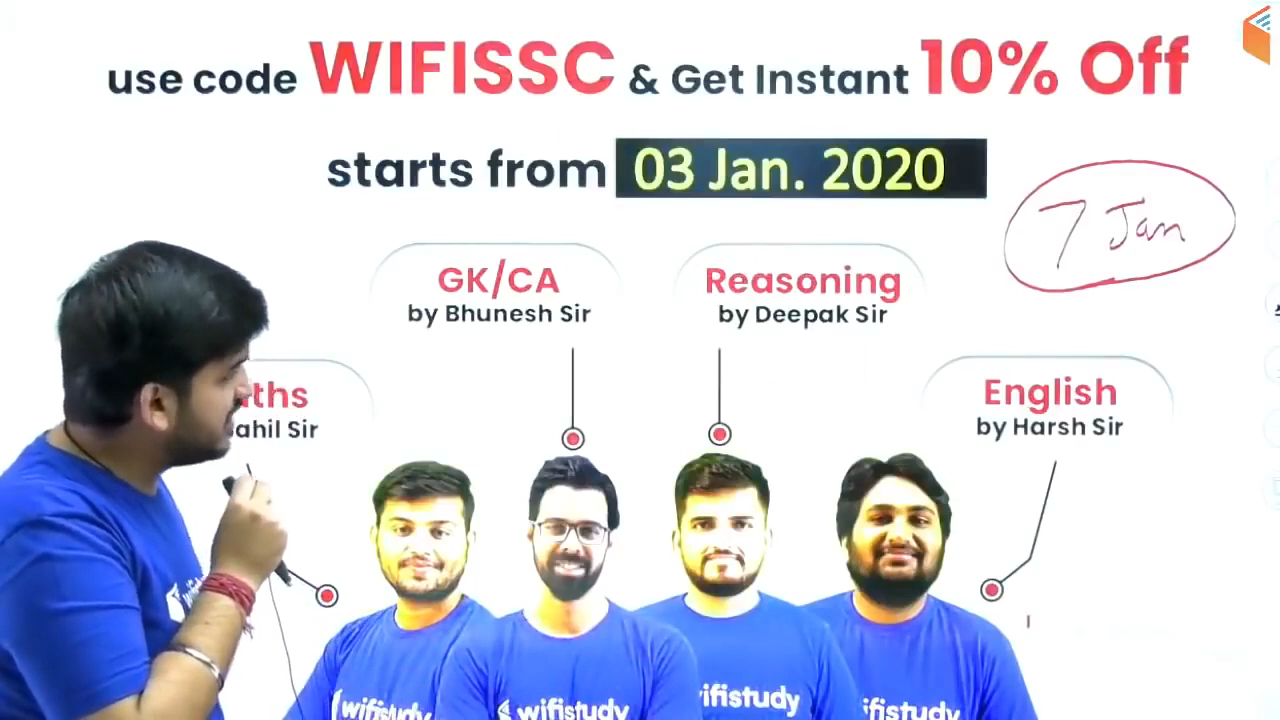 use code WIFISSC & Get Instant 10% Off
starts from 03 Jan. 2020
7 Jan
GK/CA
by Bhunesh Sir
Reasoning
by Deepak Sir
English
by Harsh Sir
wifistudy
wifistudy